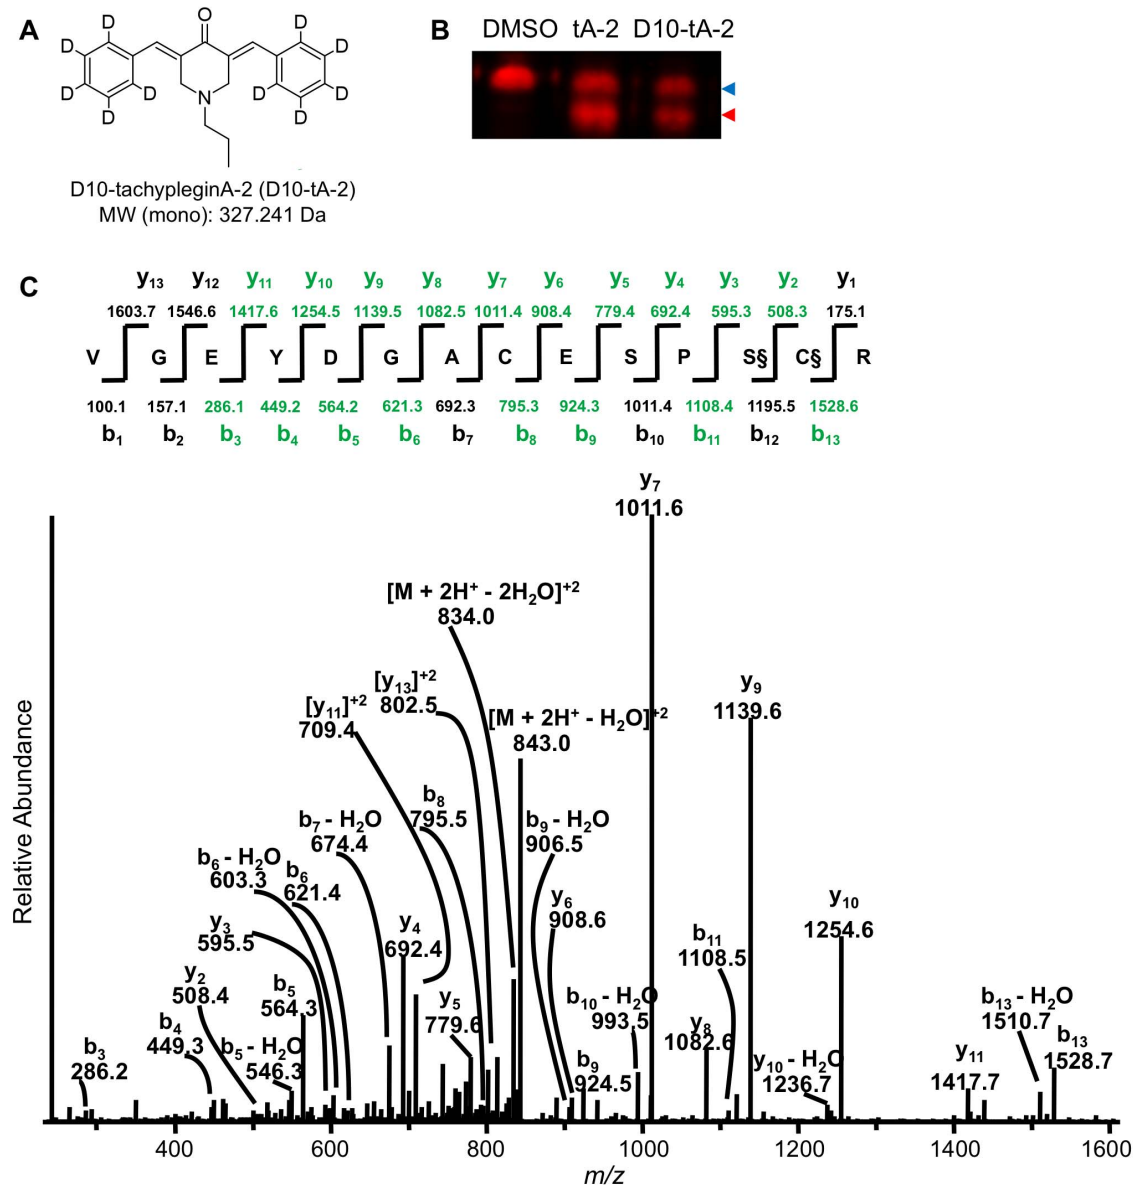 A
B
DMSO tA-2 D10-tA-2
O
D D
D D
D D
D D
D D
N
D10-tachypleginA-2 (D10-tA-2)
MW (mono): 327.241 Da
C
y13 y12 y11 y10 y9 y8 y7 y6 y5 y4 y3 y2 y1
1603.7 1546.6 1417.6 1254.5 1139.5 1082.5 1011.4 908.4 779.4 692.4 595.3 508.3 175.1
V G E Y D G A C E S P S§ C§ R
100.1 157.1 286.1 449.2 564.2 621.3 692.3 795.3 924.3 1011.4 1108.4 1195.5 1528.6
b1 b2 b3 b4 b5 b6 b7 b8 b9 b10 b11 b12 b13
y7
1011.6
[M + 2H+ - 2H2O]+2
834.0
[y13]+2
802.5
[y11]+2
709.4
[M + 2H+ - H2O]+2
843.0
y9
1139.6
b8
795.5
b7 - H2O
674.4
b9 - H2O
906.5
b6 - H2O
603.3
b6
621.4
y6
908.6
y10
1254.6
y3
595.5
y4
692.4
b11
1108.5
y2
508.4
b5
564.3
y5
779.6
b10 - H2O
993.5
b13 - H2O
1510.7
b4
449.3
b5 - H2O
546.3
b9
924.5
y8
1082.6
y10 - H2O
1236.7
y11
1417.7
b13
1528.7
b3
286.2
Relative Abundance
400 600 800 1000 1200 1400 1600
m/z